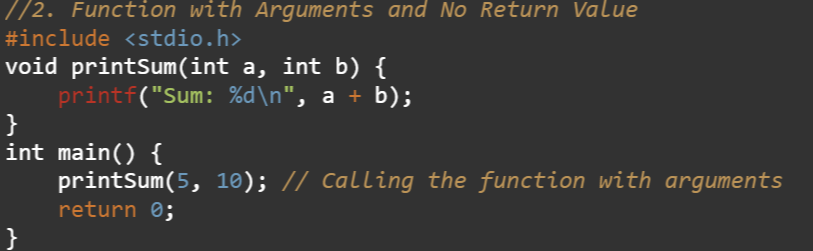 //2. Function with Arguments and No Return Value
#include <stdio.h>
void printSum(int a, int b) {
    printf("Sum: %d\n", a + b);
}
int main() {
    printSum(5, 10); // Calling the function with arguments
    return 0;
}